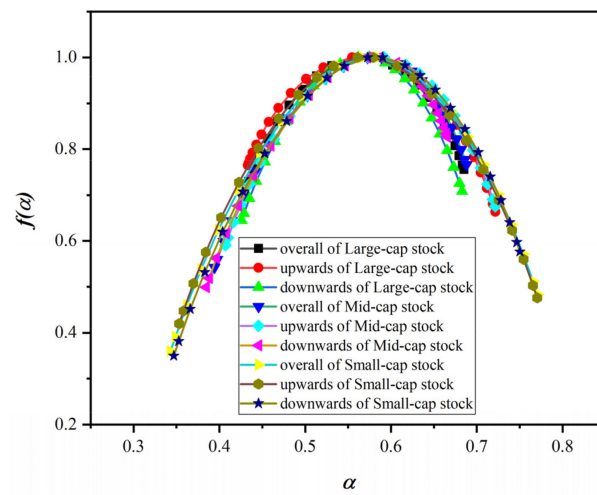 1.0
0.8
0.6
0.4
0.2
f(α)
overall of Large-cap stock
upwards of Large-cap stock
downwards of Large-cap stock
overall of Mid-cap stock
upwards of Mid-cap stock
downwards of Mid-cap stock
overall of Small-cap stock
upwards of Small-cap stock
downwards of Small-cap stock
0.3 0.4 0.5 0.6 0.7 0.8
α